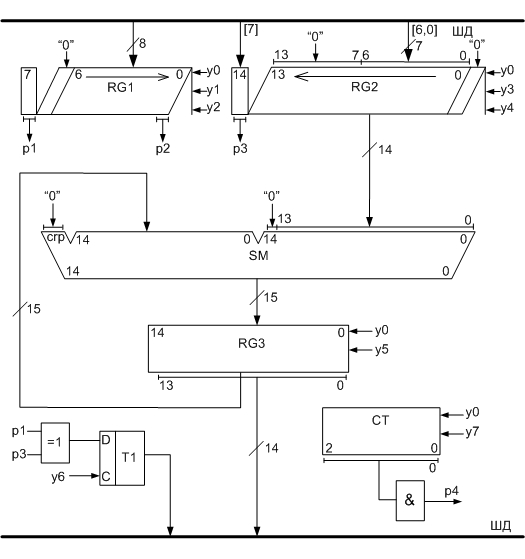 [7] [6,0] ШД
"0" 8 "0" 7 "0"
13 7 6 0
7 6 0 y0 14 13 0 y0
RG1 y1 RG2 y3
y2 y4
p1 p2 p3
14
"0" "0" 13 0
crp 14 0 14 0
SM
14 0
15
15
14 0 y0
RG3 y5
13 0
p1 =1 D T1
p3
y6 C
14
CT y0
y7
2 0
0
& p4
ШД